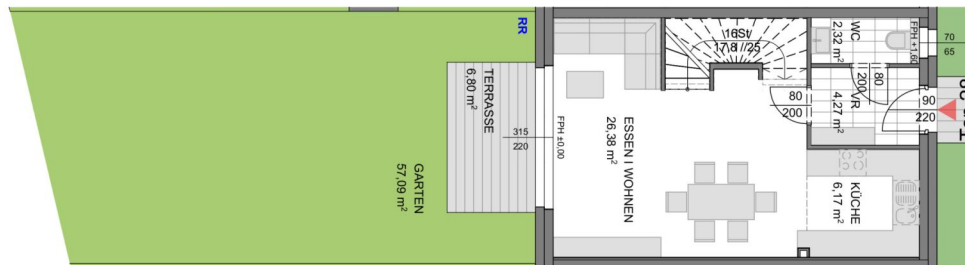 RR
TERRASSE
6,80 m²
GARTEN
57,09 m²
315
220
FPH ±0,00
ESSEN I WOHNEN
26,38 m²
16St
17,8 //25
WC
2,32 m²
FPH +1,60
70
65
80
200
VR
4,27 m²
80
200
90
220
KÜCHE
6,17 m²